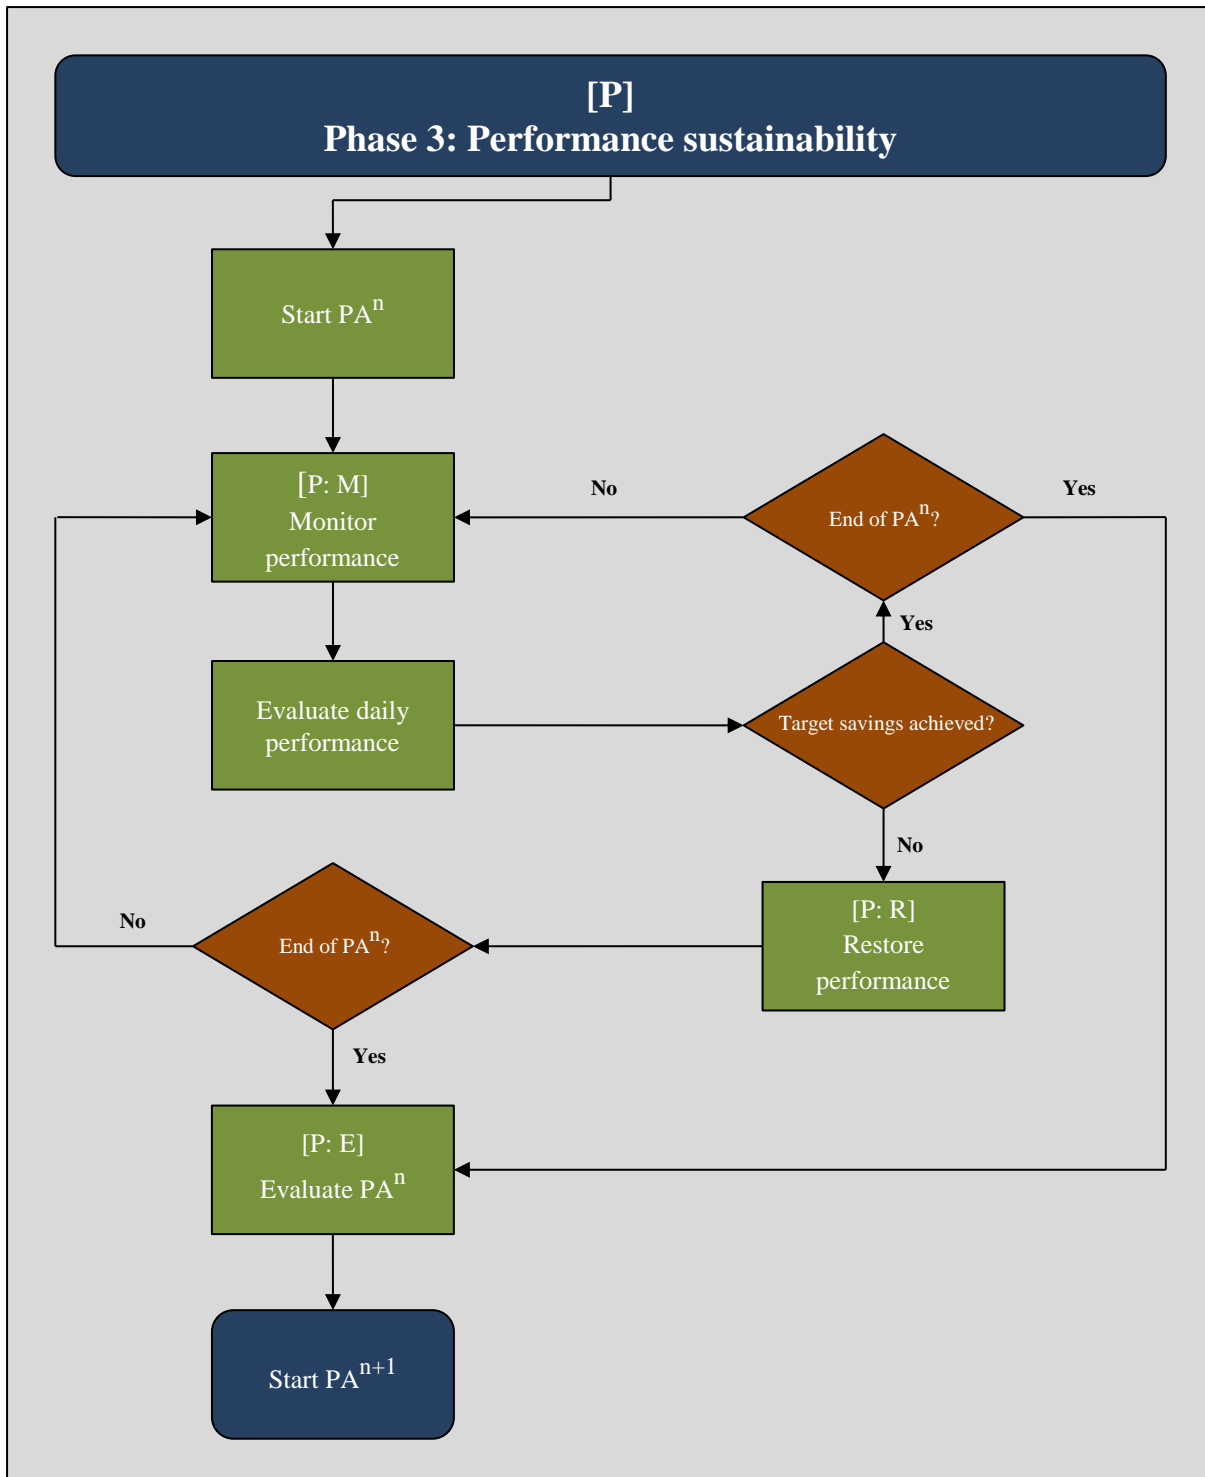 [P]
Phase 3: Performance sustainability
Start PAⁿ
[P: M]
Monitor
performance
No
End of PAⁿ?
Yes
Yes
Evaluate daily
performance
Target savings achieved?
No
[P: R]
Restore
performance
No
End of PAⁿ?
Yes
[P: E]
Evaluate PAⁿ
Start PAⁿ⁺¹